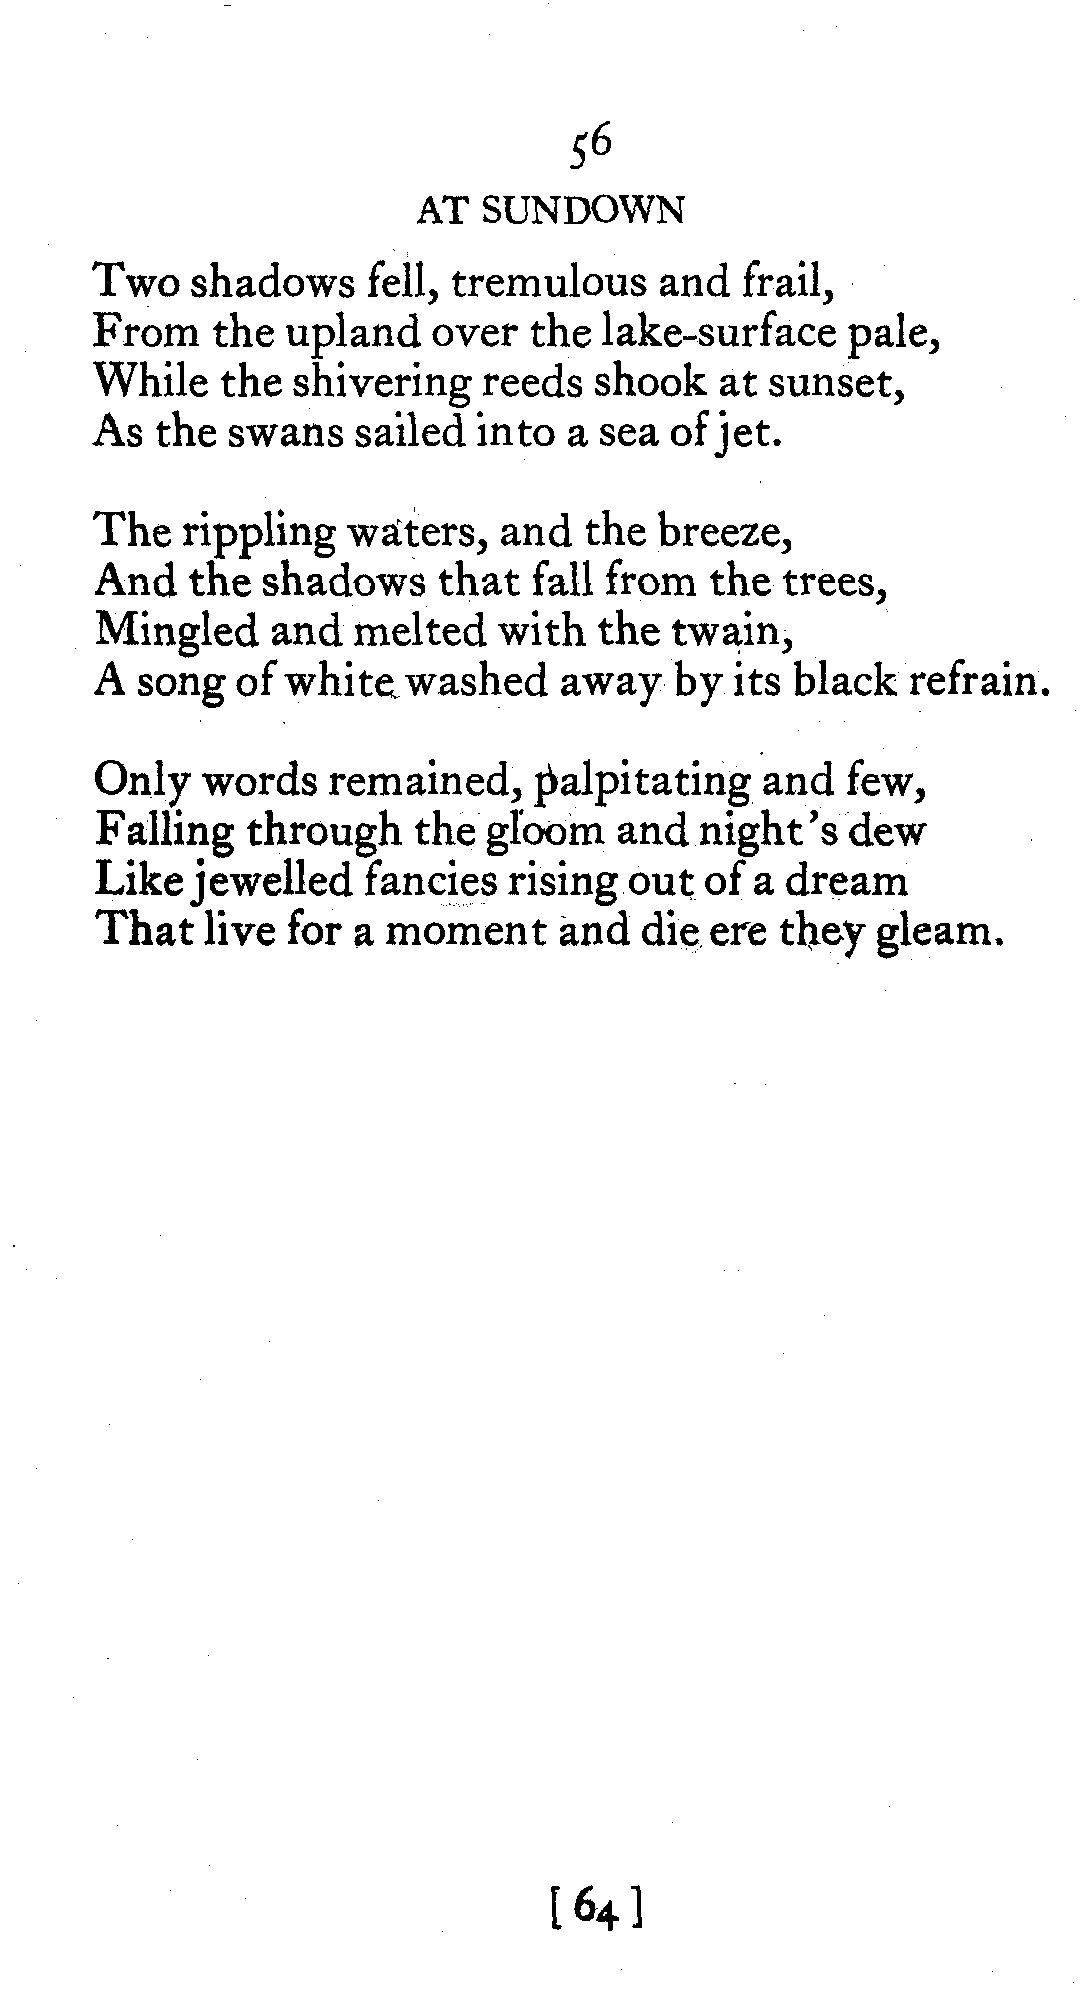 56
AT SUNDOWN
Two shadows fell, tremulous and frail,
From the upland over the lake-surface pale,
While the shivering reeds shook at sunset,
As the swans sailed into a sea of jet.
The rippling waters, and the breeze,
And the shadows that fall from the trees,
Mingled and melted with the twain,
A song of white washed away by its black refrain.
Only words remained, palpitating and few,
Falling through the gloom and night's dew
Like jewelled fancies rising out of a dream
That live for a moment and die ere they gleam.
[ 64 ]